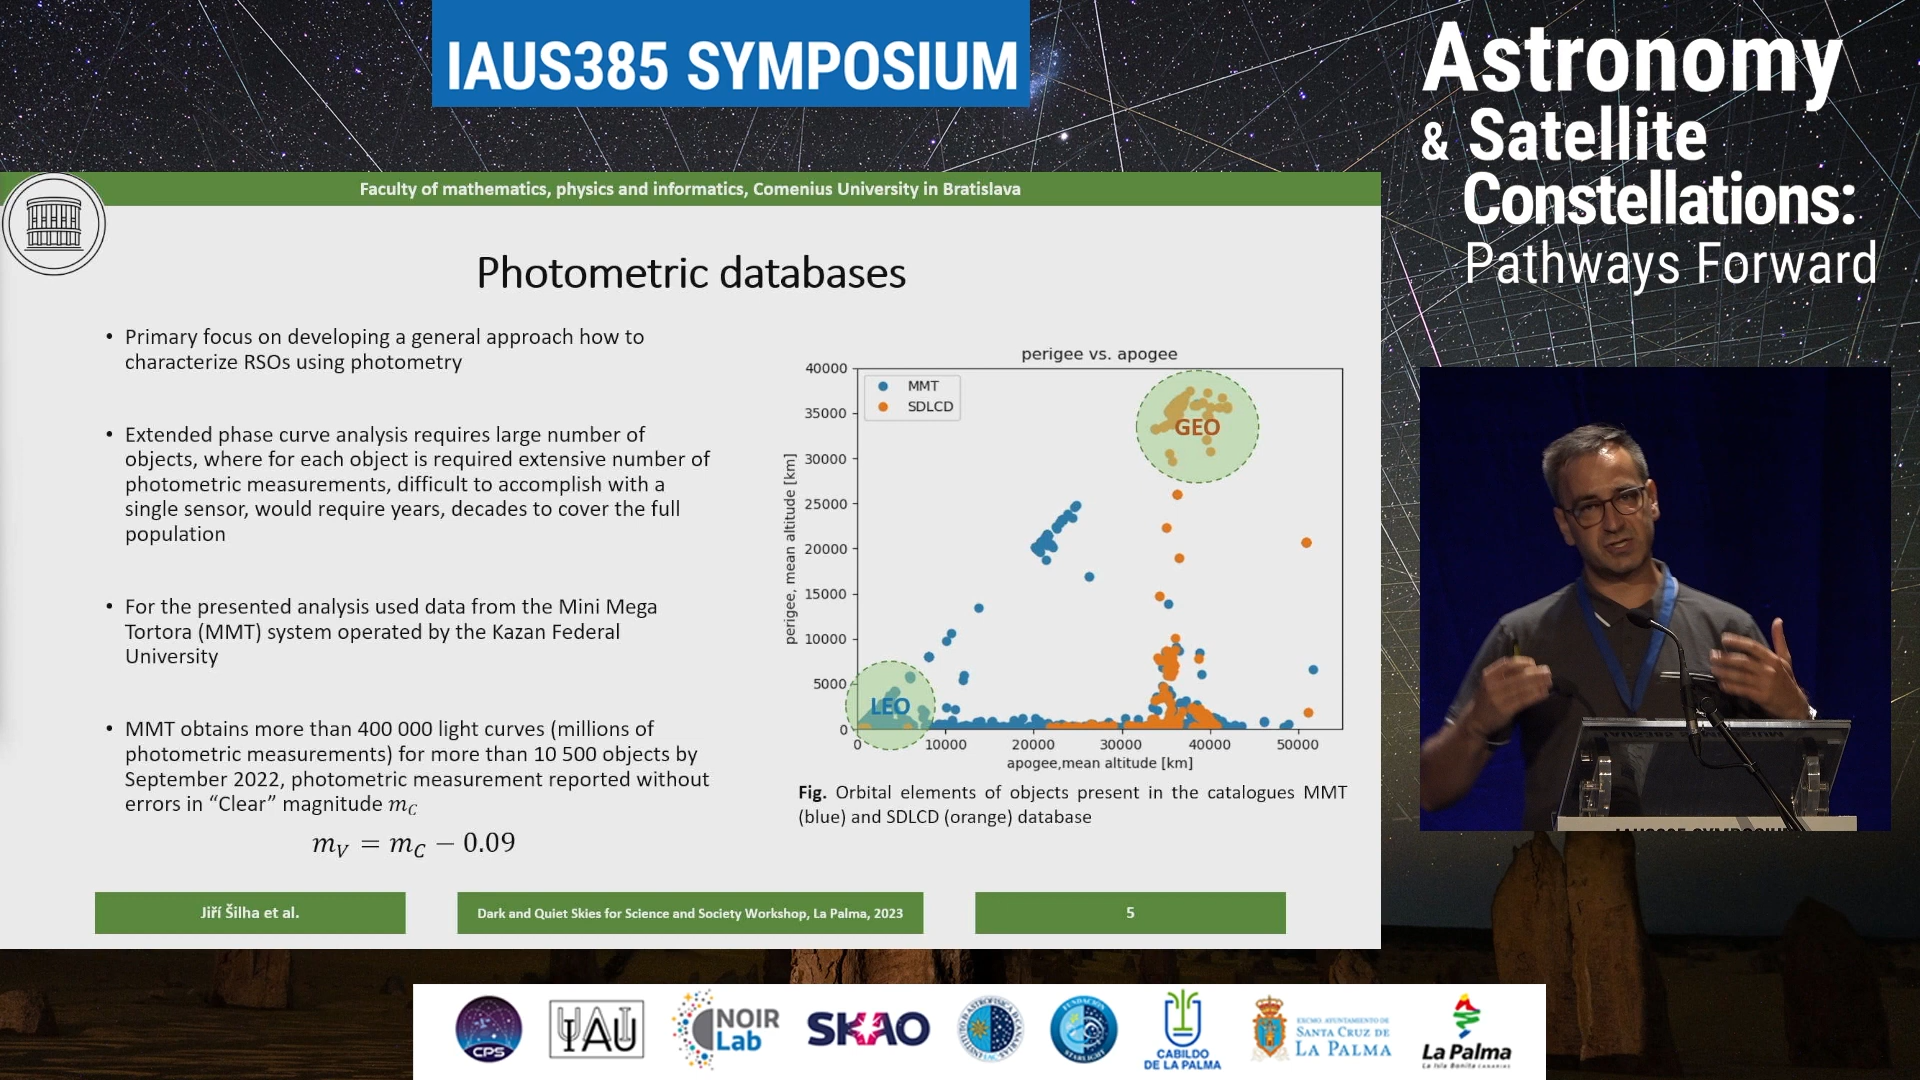 IAUS385 SYMPOSIUM
Astronomy
& Satellite
Constellations:
Pathways Forward
Faculty of mathematics, physics and informatics, Comenius University in Bratislava
Photometric databases
• Primary focus on developing a general approach how to
characterize RSOs using photometry
• Extended phase curve analysis requires large number of
objects, where for each object is required extensive number of
photometric measurements, difficult to accomplish with a
single sensor, would require years, decades to cover the full
population
• For the presented analysis used data from the Mini Mega
Tortora (MMT) system operated by the Kazan Federal
University
• MMT obtains more than 400 000 light curves (millions of
photometric measurements) for more than 10 500 objects by
September 2022, photometric measurement reported without
errors in “Clear” magnitude m_C
m_V = m_C − 0.09
perigee vs. apogee
MMT
SDLCD
GEO
LEO
perigee, mean altitude [km]
40000
35000
30000
25000
20000
15000
10000
5000
0
0 10000 20000 30000 40000 50000
apogee,mean altitude [km]
Fig. Orbital elements of objects present in the catalogues MMT
(blue) and SDLCD (orange) database
Jiří Šilha et al.
Dark and Quiet Skies for Science and Society Workshop, La Palma, 2023
5
CPS
IAU
NOIR
Lab
SKAO
STARLIGHT
CABILDO
DE LA PALMA
EXCMO. AYUNTAMIENTO DE
SANTA CRUZ DE
LA PALMA
La Palma
La Isla Bonita CANARIAS